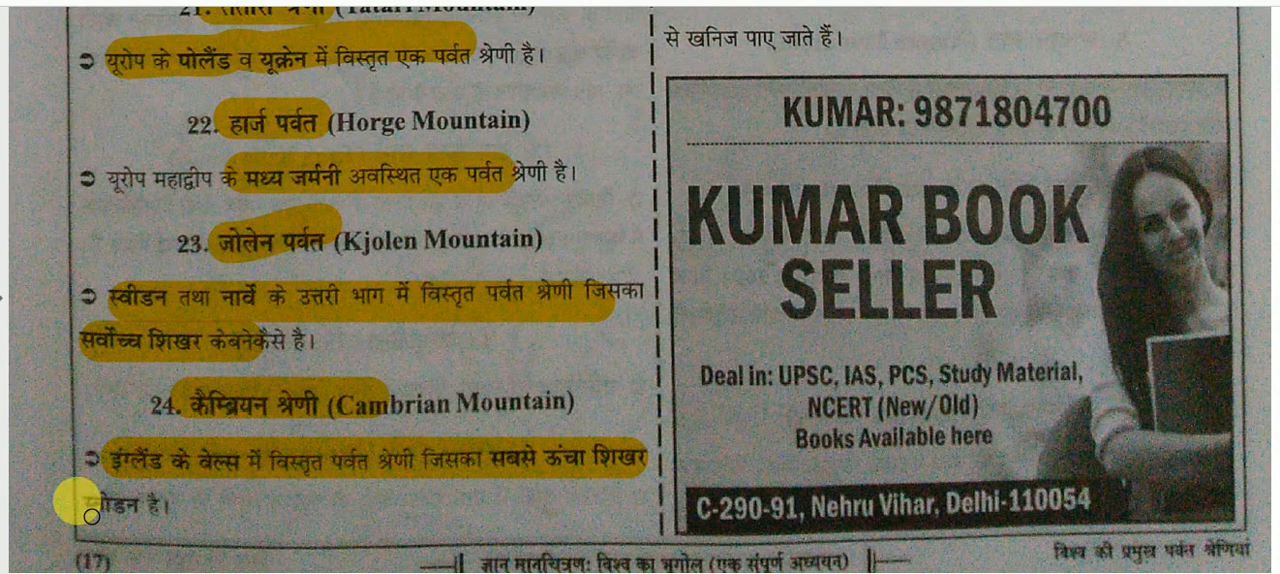 21. तातारी श्रेणी (Tatari Mountain)
➲ यूरोप के पोलैंड व यूक्रेन में विस्तृत एक पर्वत श्रेणी है।
22. हार्ज पर्वत (Horge Mountain)
➲ यूरोप महाद्वीप के मध्य जर्मनी अवस्थित एक पर्वत श्रेणी है।
23. जोलेन पर्वत (Kjolen Mountain)
➲ स्वीडन तथा नार्वे के उत्तरी भाग में विस्तृत पर्वत श्रेणी जिसका
सर्वोच्च शिखर केबनेकैसे है।
24. कैम्ब्रियन श्रेणी (Cambrian Mountain)
➲ इंग्लैंड के वेल्स में विस्तृत पर्वत श्रेणी जिसका सबसे ऊंचा शिखर
स्नोडन है।
से खनिज पाए जाते हैं।
KUMAR: 9871804700
KUMAR BOOK
SELLER
Deal in: UPSC, IAS, PCS, Study Material,
NCERT (New/Old)
Books Available here
C-290-91, Nehru Vihar, Delhi-110054
(17)
ज्ञान मानचित्रण: विश्व का भूगोल (एक संपूर्ण अध्ययन)
विश्व की प्रमुख पर्वत श्रेणियां